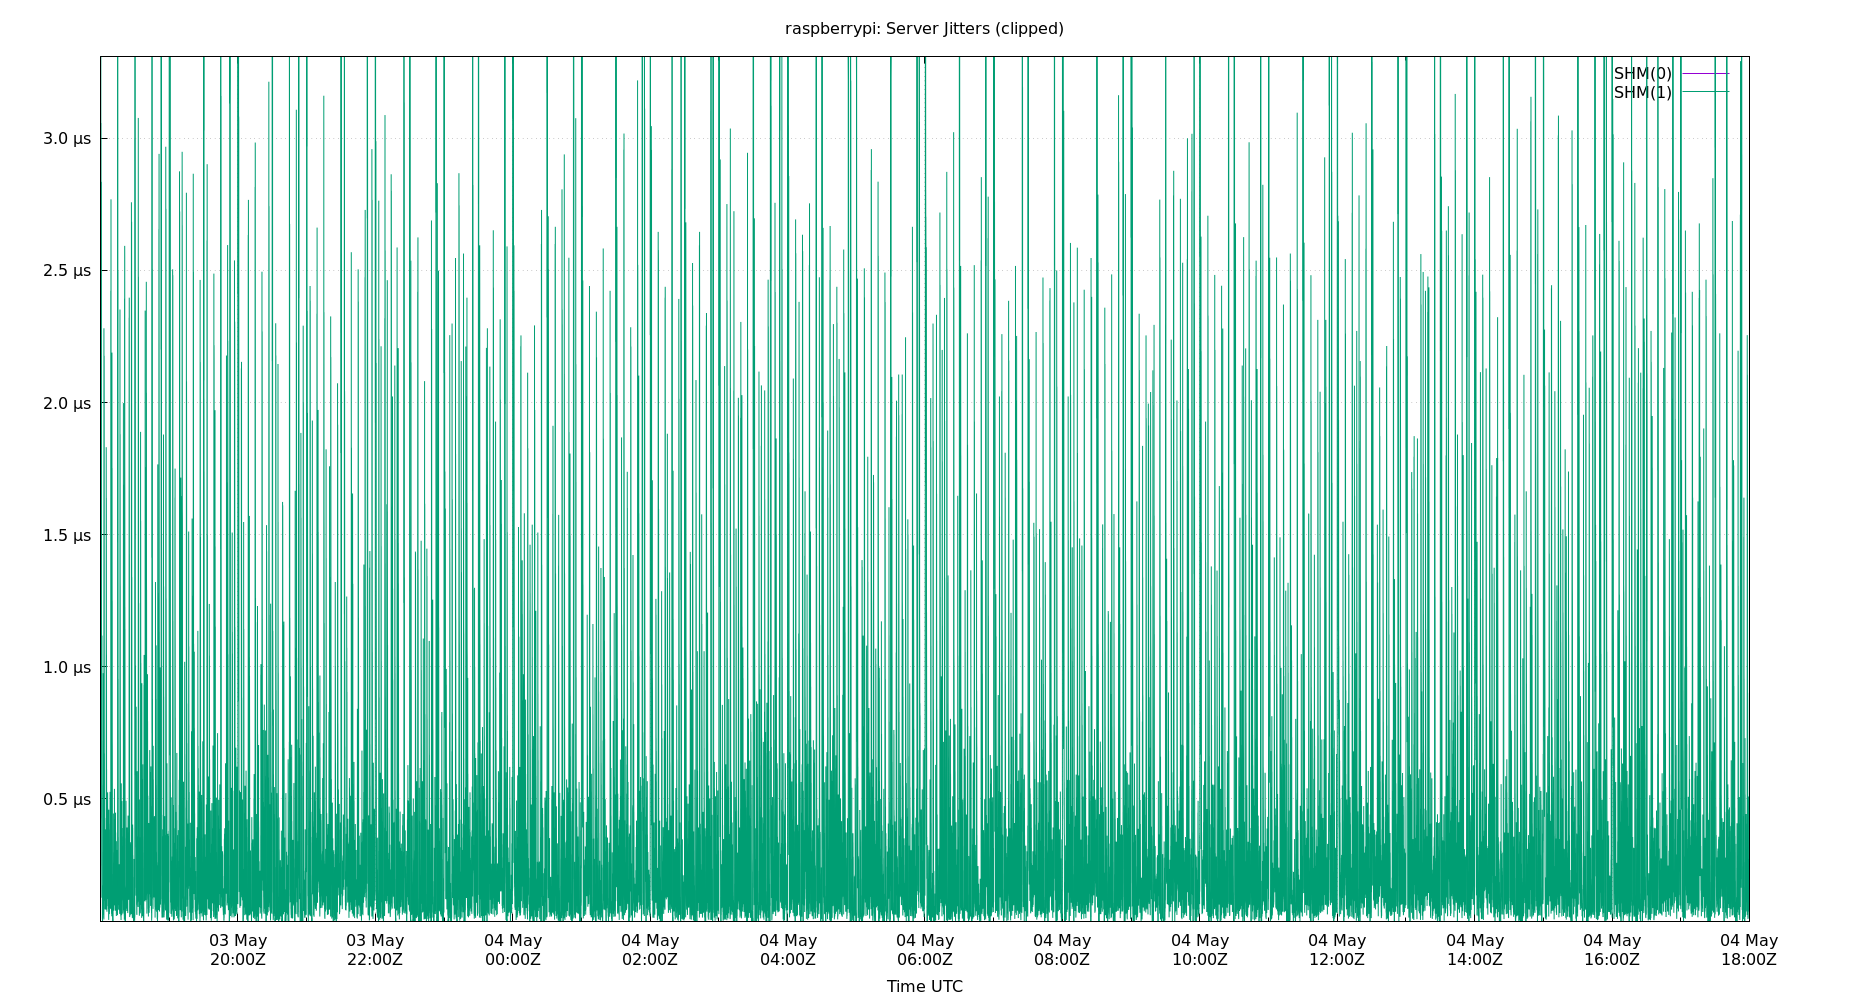 raspberrypi: Server Jitters (clipped)
SHM(0)
SHM(1)
3.0 µs
2.5 µs
2.0 µs
1.5 µs
1.0 µs
0.5 µs
03 May 03 May 04 May 04 May 04 May 04 May 04 May 04 May 04 May 04 May 04 May 04 May
20:00Z 22:00Z 00:00Z 02:00Z 04:00Z 06:00Z 08:00Z 10:00Z 12:00Z 14:00Z 16:00Z 18:00Z
Time UTC